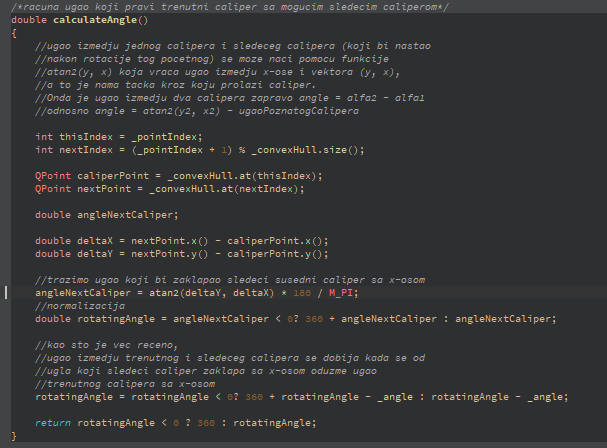 /*racuna ugao koji pravi trenutni caliper sa mogucim sledecim caliperom*/
double calculateAngle()
{
//ugao izmedju jednog calipera i sledeceg calipera (koji bi nastao
//nakon rotacije tog pocetnog) se moze naci pomocu funkcije
//atan2(y, x) koja vraca ugao izmedju x-ose i vektora (y, x),
//a to je nama tacka kroz koju prolazi caliper.
//Onda je ugao izmedju dva calipera zapravo angle = alfa2 - alfa1
//odnosno angle = atan2(y2, x2) - ugaoPoznatogCalipera
int thisIndex = _pointIndex;
int nextIndex = (_pointIndex + 1) % _convexHull.size();
QPoint caliperPoint = _convexHull.at(thisIndex);
QPoint nextPoint = _convexHull.at(nextIndex);
double angleNextCaliper;
double deltaX = nextPoint.x() - caliperPoint.x();
double deltaY = nextPoint.y() - caliperPoint.y();
//trazimo ugao koji bi zaklapao sledeci susedni caliper sa x-osom
angleNextCaliper = atan2(deltaY, deltaX) * 180 / M_PI;
//normalizacija
double rotatingAngle = angleNextCaliper < 0? 360 + angleNextCaliper : angleNextCaliper;
//kao sto je vec receno,
//ugao izmedju trenutnog i sledeceg calipera se dobija kada se od
//ugla koji sledeci caliper zaklapa sa x-osom oduzme ugao
//trenutnog calipera sa x-osom
rotatingAngle = rotatingAngle < 0? 360 + rotatingAngle - _angle : rotatingAngle - _angle;
return rotatingAngle < 0 ? 360 : rotatingAngle;
}